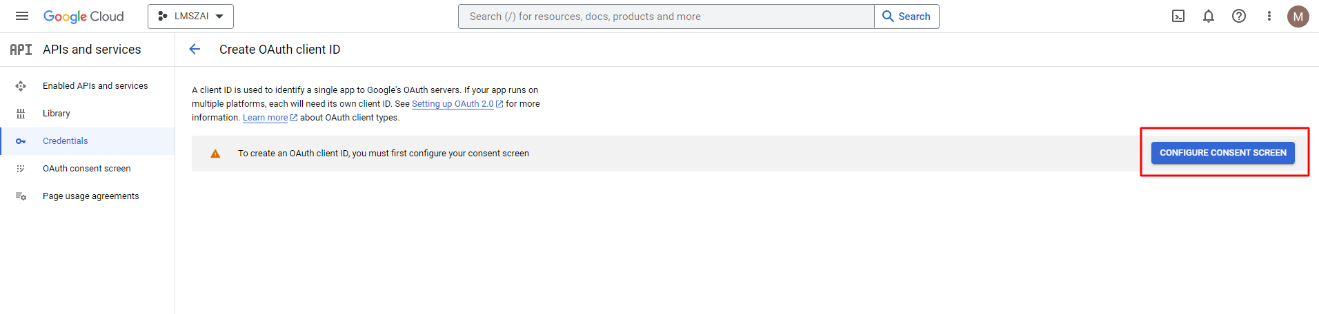 Google Cloud
LMSZAI
Search (/) for resources, docs, products and more
Search
M
API
APIs and services
Create OAuth client ID
Enabled APIs and services
Library
Credentials
OAuth consent screen
Page usage agreements
A client ID is used to identify a single app to Google's OAuth servers. If your app runs on
multiple platforms, each will need its own client ID. See Setting up OAuth 2.0 for more
information. Learn more about OAuth client types.
To create an OAuth client ID, you must first configure your consent screen
CONFIGURE CONSENT SCREEN